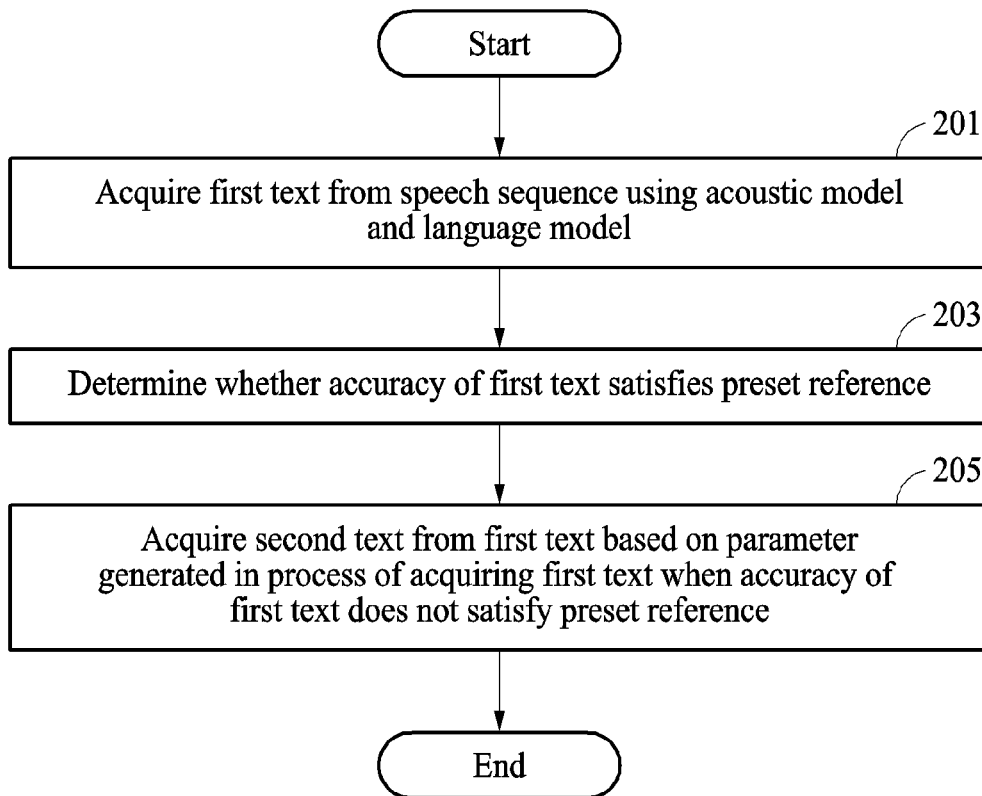 Start
201
Acquire first text from speech sequence using acoustic model
and language model
203
Determine whether accuracy of first text satisfies preset reference
205
Acquire second text from first text based on parameter
generated in process of acquiring first text when accuracy of
first text does not satisfy preset reference
End